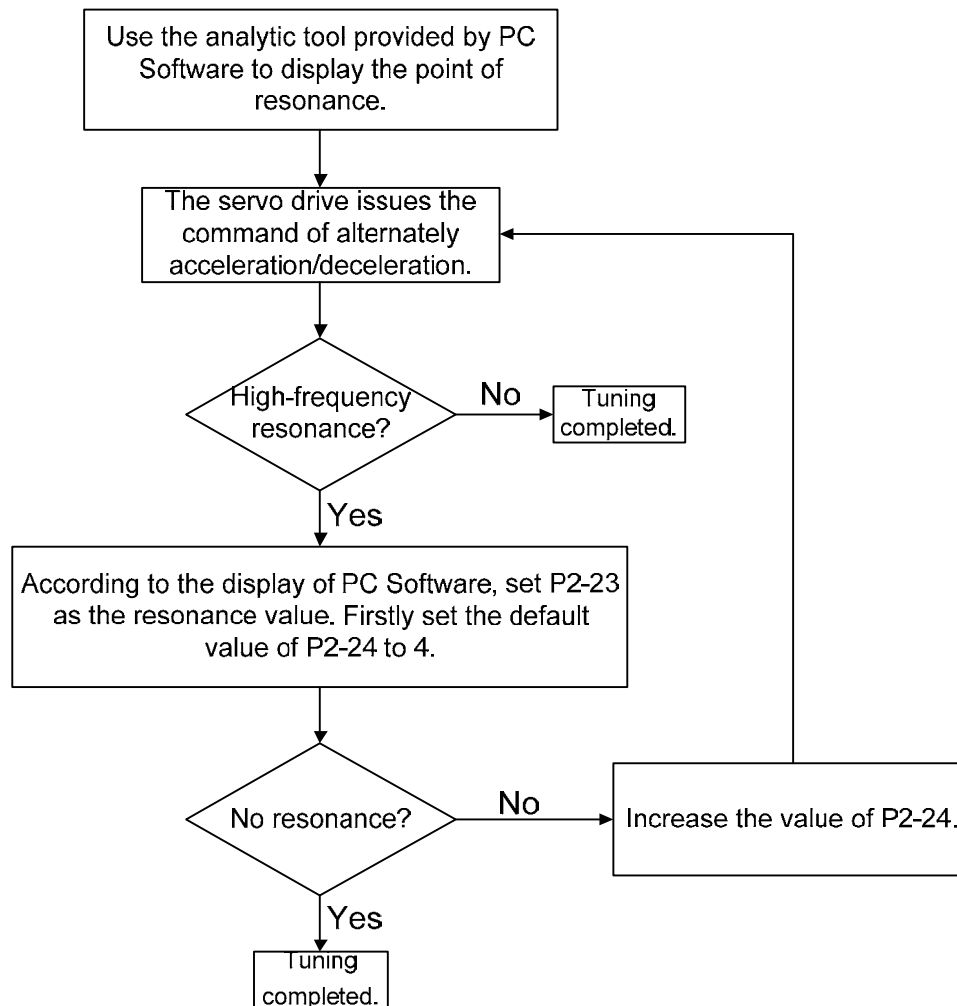 Use the analytic tool provided by PC
Software to display the point of
resonance.
The servo drive issues the
command of alternately
acceleration/deceleration.
High-frequency
resonance?
No
Tuning
completed.
Yes
According to the display of PC Software, set P2-23
as the resonance value. Firstly set the default
value of P2-24 to 4.
No resonance?
No
Increase the value of P2-24.
Yes
Tuning
completed.